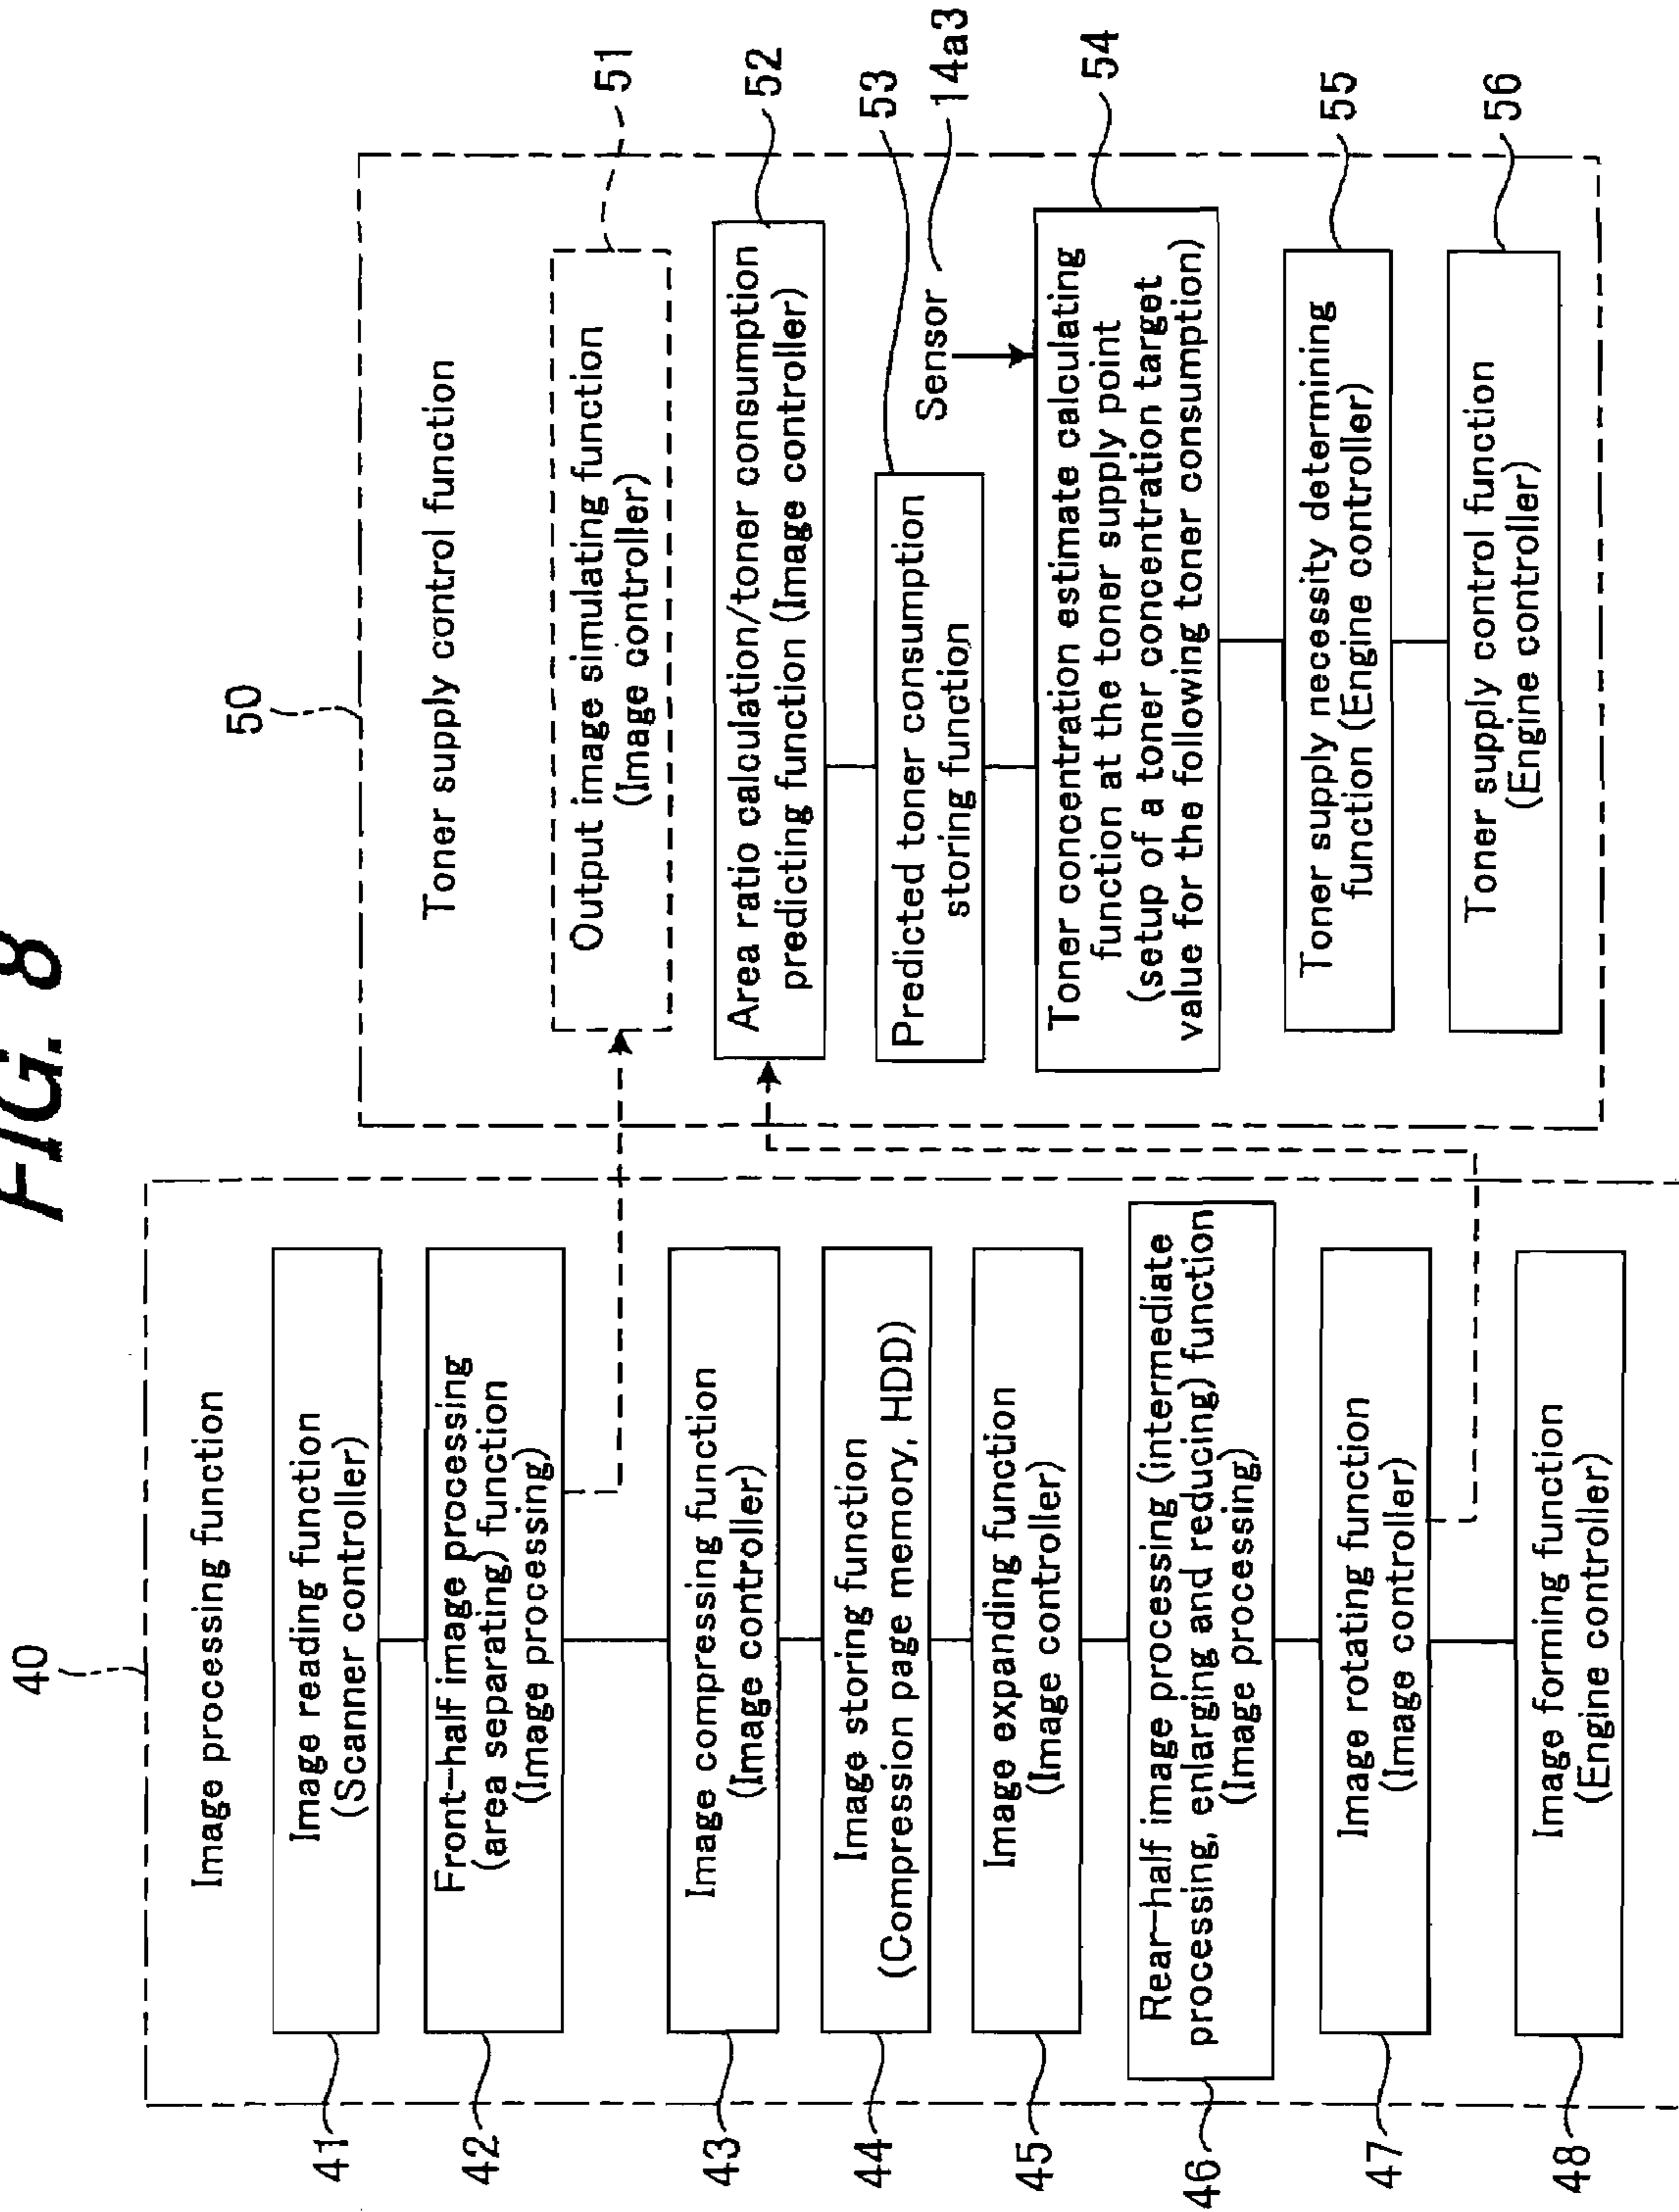 FIG. 8
40
Image processing function
41
Image reading function
(Scanner controller)
42
Front-half image processing
(area separating) function
(Image processing)
43
Image compressing function
(Image controller)
44
Image storing function
(Compression page memory, HDD)
45
Image expanding function
(Image controller)
46
Rear-half image processing (intermediate
processing, enlarging and reducing) function
(Image processing)
47
Image rotating function
(Image controller)
48
Image forming function
(Engine controller)
50
Toner supply control function
51
Output image simulating function
(Image controller)
52
Area ratio calculation/toner consumption
predicting function (Image controller)
53
Predicted toner consumption
storing function
Sensor
14a3
54
Toner concentration estimate calculating
function at the toner supply point
(setup of a toner concentration target
value for the following toner consumption)
55
Toner supply necessity determining
function (Engine controller)
56
Toner supply control function
(Engine controller)